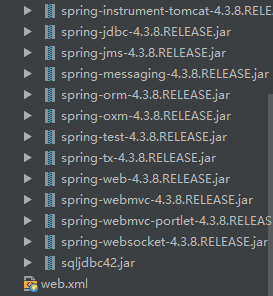 spring-instrument-tomcat-4.3.8.RELE
spring-jdbc-4.3.8.RELEASE.jar
spring-jms-4.3.8.RELEASE.jar
spring-messaging-4.3.8.RELEASE.jar
spring-orm-4.3.8.RELEASE.jar
spring-oxm-4.3.8.RELEASE.jar
spring-test-4.3.8.RELEASE.jar
spring-tx-4.3.8.RELEASE.jar
spring-web-4.3.8.RELEASE.jar
spring-webmvc-4.3.8.RELEASE.jar
spring-webmvc-portlet-4.3.8.RELEASE
spring-websocket-4.3.8.RELEASE.jar
sqljdbc42.jar
web.xml